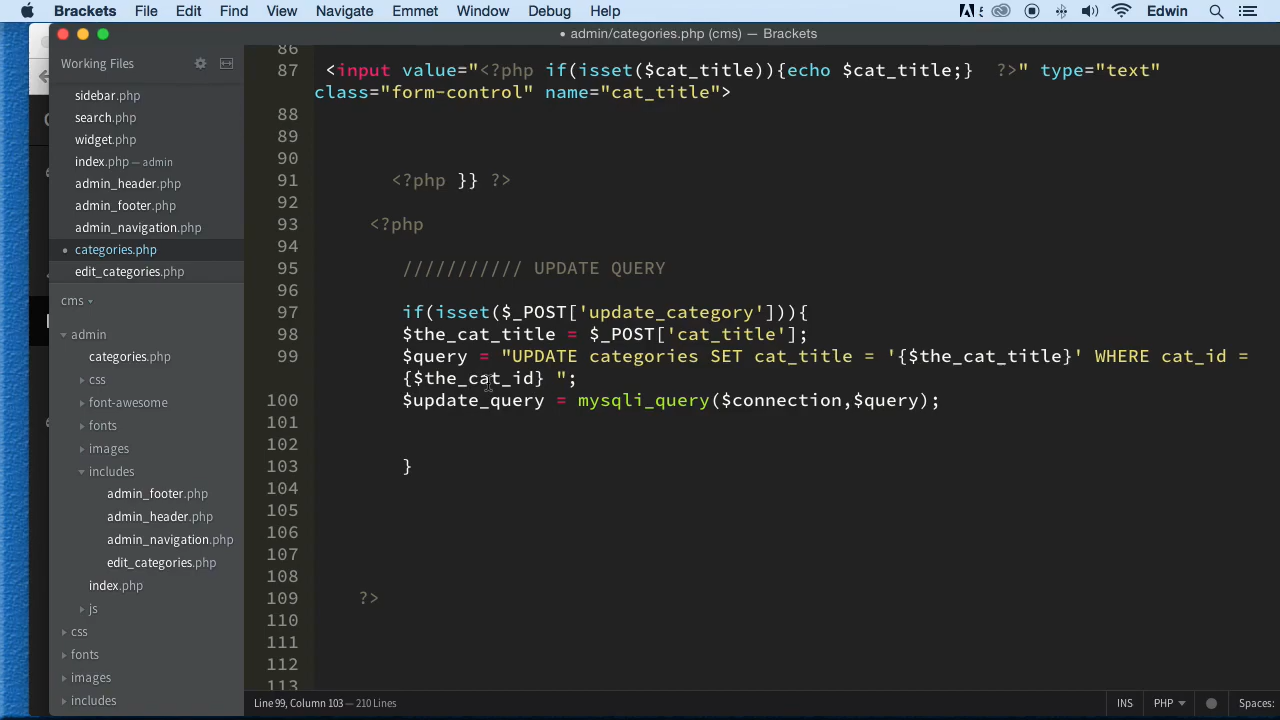 Brackets File Edit Find View Navigate Emmet Window Debug Help 5 Edwin
admin/categories.php (cms) — Brackets
Working Files
sidebar.php
search.php
widget.php
index.php — admin
admin_header.php
admin_footer.php
admin_navigation.php
categories.php
edit_categories.php
cms
admin
categories.php
css
font-awesome
fonts
images
includes
admin_footer.php
admin_header.php
admin_navigation.php
edit_categories.php
index.php
js
css
fonts
images
includes
86
87 <input value="<?php if(isset($cat_title)){echo $cat_title;} ?>" type="text"
class="form-control" name="cat_title">
88
89
90
91 <?php }} ?>
92
93 <?php
94
95 /////////// UPDATE QUERY
96
97 if(isset($_POST['update_category'])){
98 $the_cat_title = $_POST['cat_title'];
99 $query = "UPDATE categories SET cat_title = '{$the_cat_title}' WHERE cat_id =
{$the_cat_id} ";
100 $update_query = mysqli_query($connection,$query);
101
102
103 }
104
105
106
107
108
109 ?>
110
111
112
113
Line 99, Column 103 — 210 Lines
INS PHP Spaces: